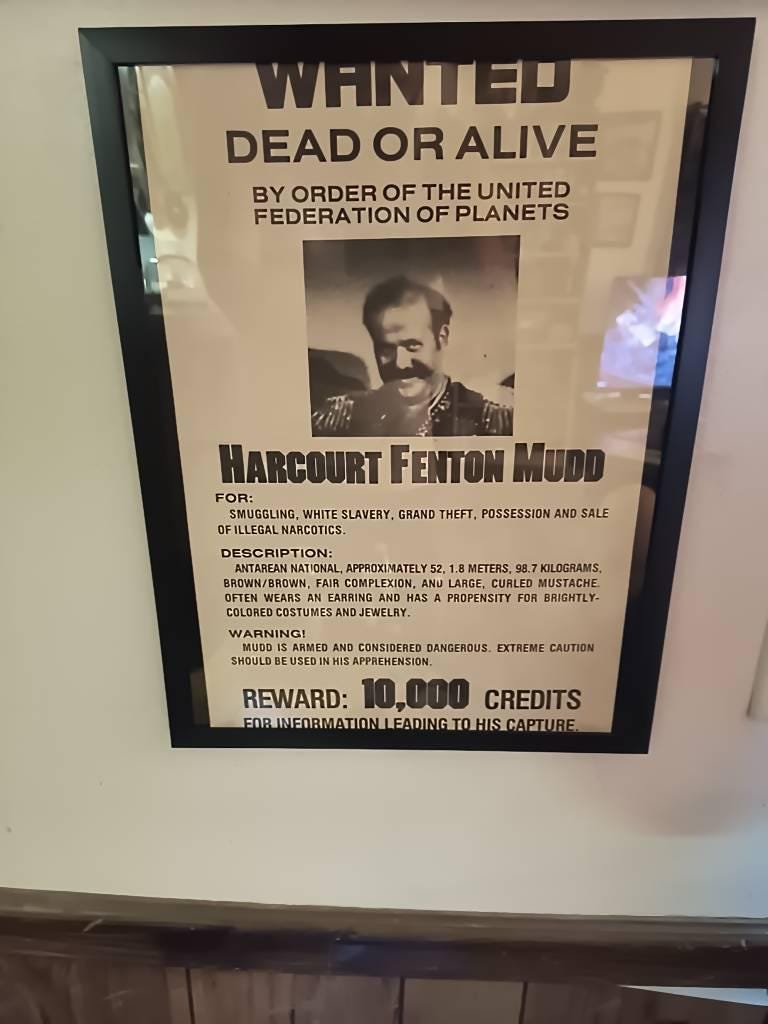 WANTED
DEAD OR ALIVE
BY ORDER OF THE UNITED
FEDERATION OF PLANETS
HARCOURT FENTON MUDD
FOR:
SMUGGLING, WHITE SLAVERY, GRAND THEFT, POSSESSION AND SALE
OF ILLEGAL NARCOTICS.
DESCRIPTION:
ANTAREAN NATIONAL, APPROXIMATELY 52, 1.8 METERS, 98.7 KILOGRAMS,
BROWN/BROWN, FAIR COMPLEXION, AND LARGE, CURLED MUSTACHE.
OFTEN WEARS AN EARRING AND HAS A PROPENSITY FOR BRIGHTLY-
COLORED COSTUMES AND JEWELRY.
WARNING!
MUDD IS ARMED AND CONSIDERED DANGEROUS. EXTREME CAUTION
SHOULD BE USED IN HIS APPREHENSION.
REWARD: 10,000 CREDITS
FOR INFORMATION LEADING TO HIS CAPTURE.